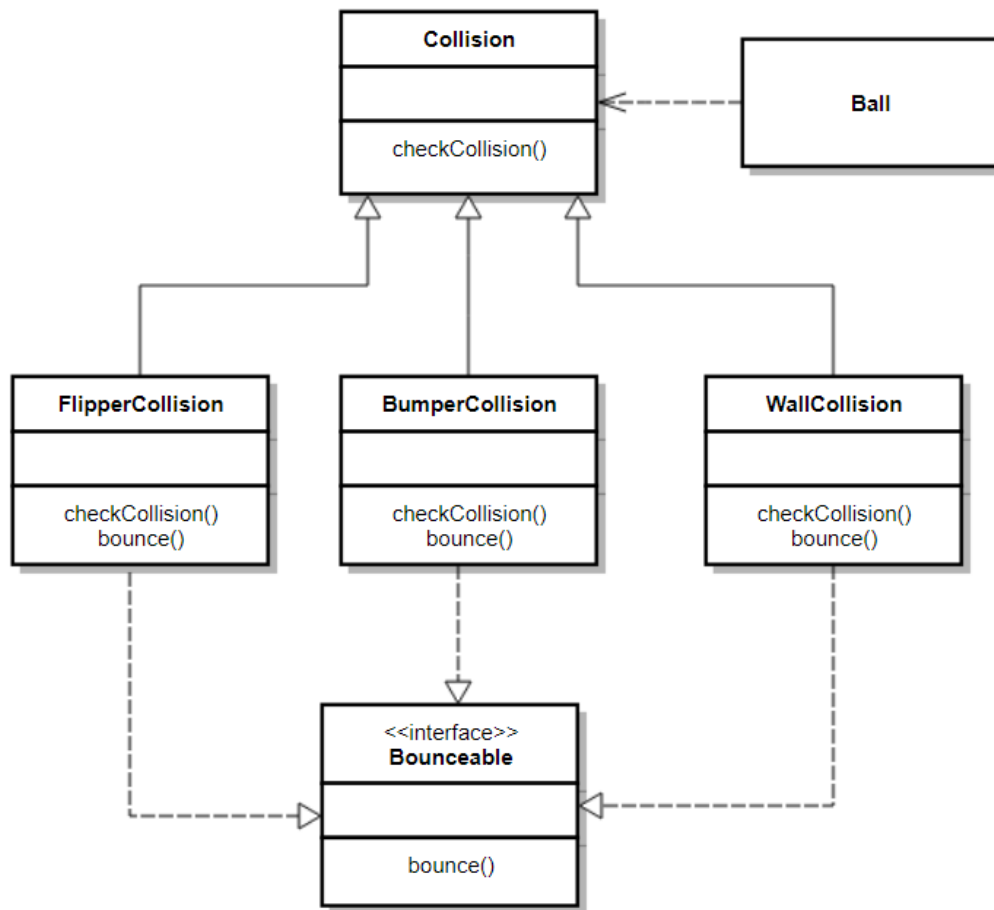 Collision
Ball
checkCollision()
FlipperCollision
BumperCollision
WallCollision
checkCollision()
bounce()
checkCollision()
bounce()
checkCollision()
bounce()
<<interface>>
Bounceable
bounce()